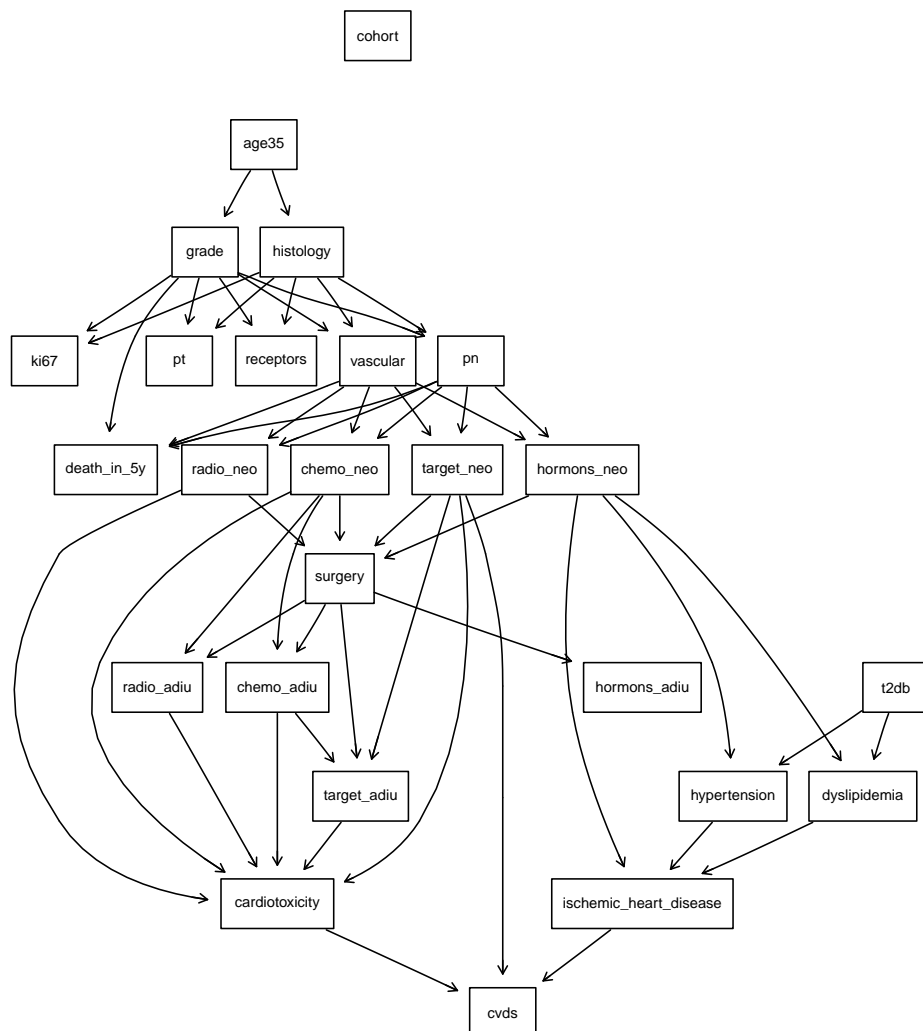 cohort
age35
grade
histology
ki67
pt
receptors
vascular
pn
death_in_5y
radio_neo
chemo_neo
target_neo
hormons_neo
surgery
radio_adiu
chemo_adiu
hormons_adiu
t2db
target_adiu
hypertension
dyslipidemia
cardiotoxicity
ischemic_heart_disease
cvds